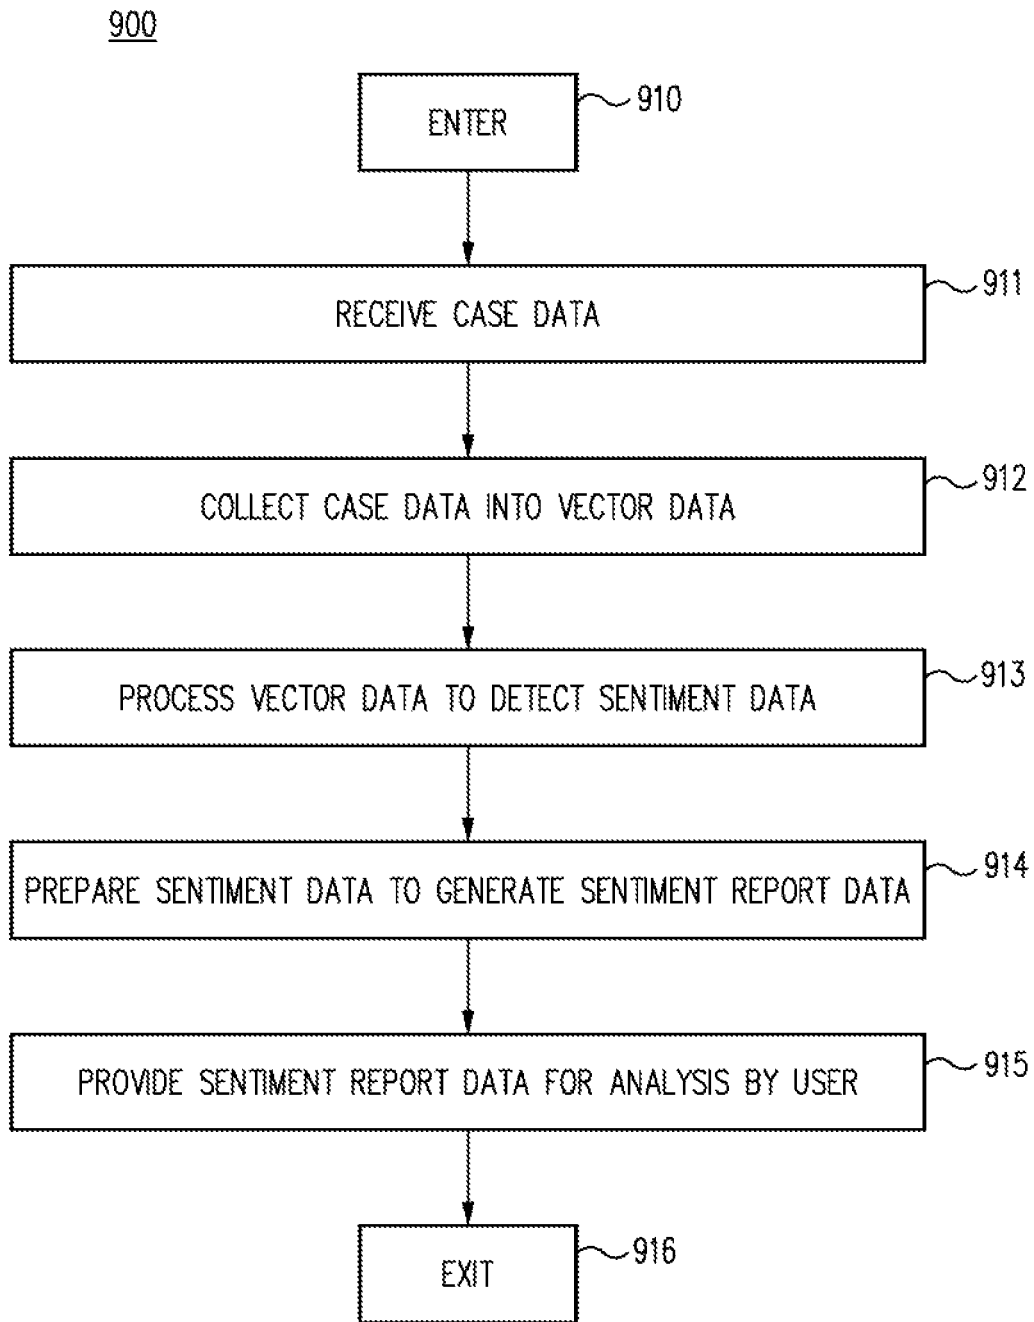 900
ENTER
910
RECEIVE CASE DATA
911
COLLECT CASE DATA INTO VECTOR DATA
912
PROCESS VECTOR DATA TO DETECT SENTIMENT DATA
913
PREPARE SENTIMENT DATA TO GENERATE SENTIMENT REPORT DATA
914
PROVIDE SENTIMENT REPORT DATA FOR ANALYSIS BY USER
915
EXIT
916